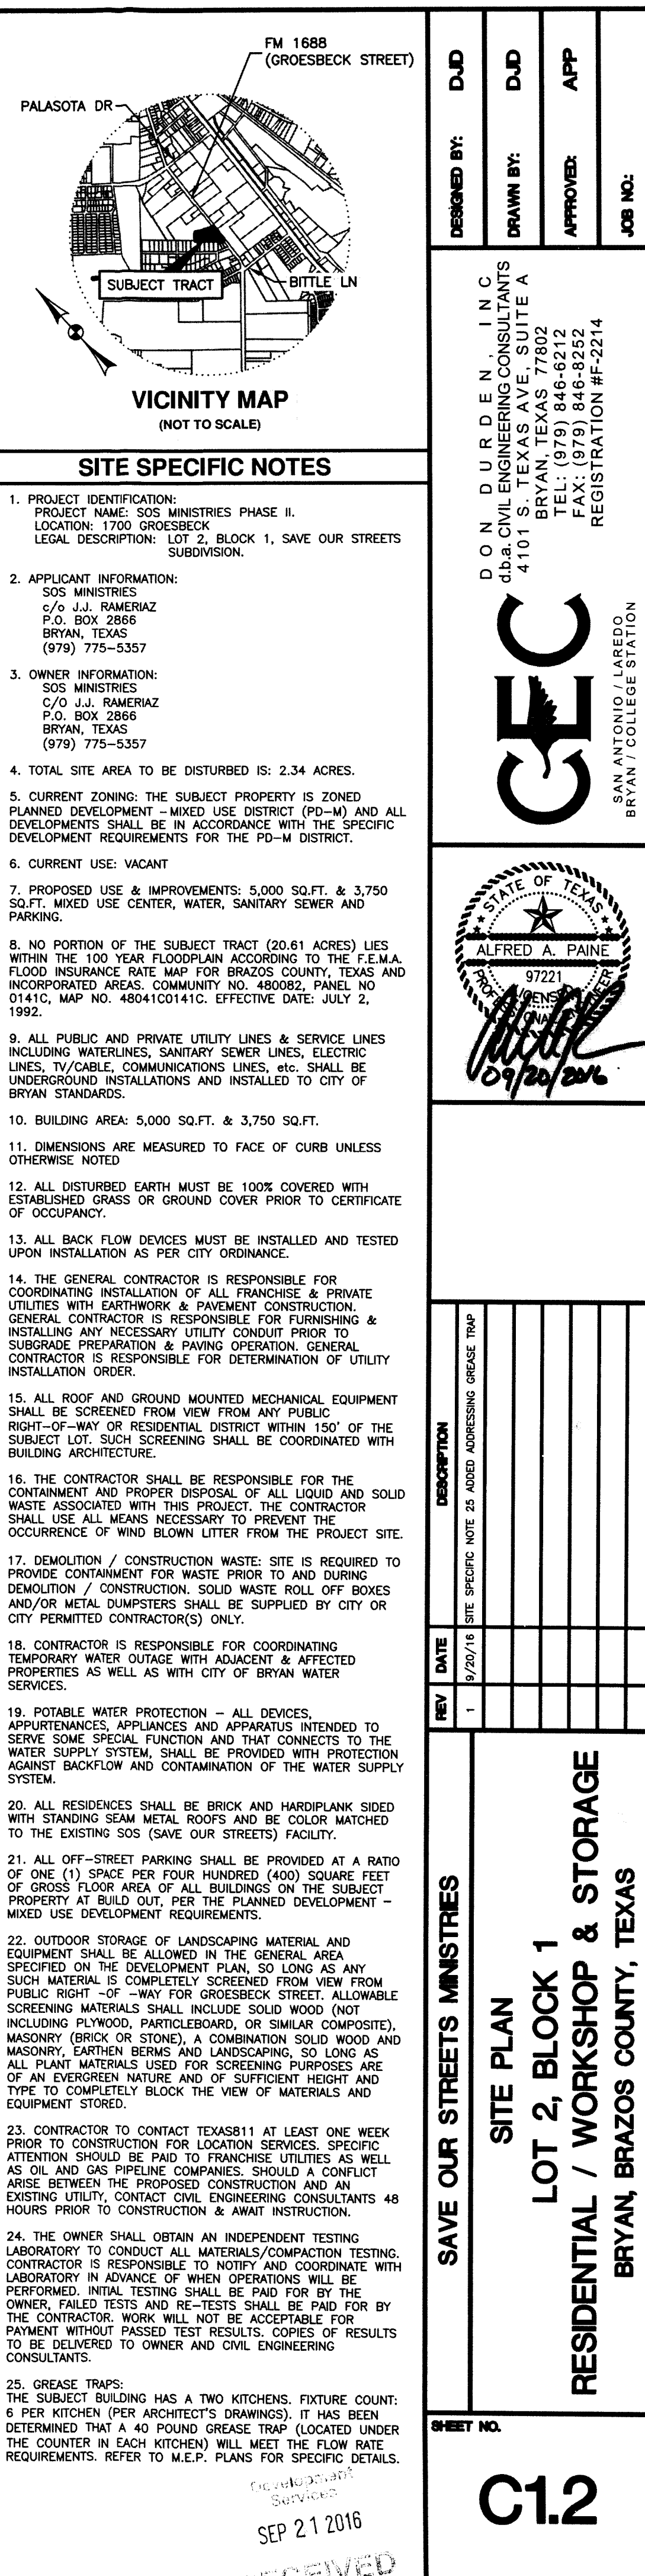 FM 1688
(GROESBECK STREET)
PALASOTA DR
SUBJECT TRACT
BITTLE LN
VICINITY MAP
(NOT TO SCALE)
SITE SPECIFIC NOTES
1. PROJECT IDENTIFICATION:
PROJECT NAME: SOS MINISTRIES PHASE II.
LOCATION: 1700 GROESBECK
LEGAL DESCRIPTION: LOT 2, BLOCK 1, SAVE OUR STREETS
SUBDIVISION.
2. APPLICANT INFORMATION:
SOS MINISTRIES
c/o J.J. RAMERIAZ
P.O. BOX 2866
BRYAN, TEXAS
(979) 775-5357
3. OWNER INFORMATION:
SOS MINISTRIES
C/O J.J. RAMERIAZ
P.O. BOX 2866
BRYAN, TEXAS
(979) 775-5357
4. TOTAL SITE AREA TO BE DISTURBED IS: 2.34 ACRES.
5. CURRENT ZONING: THE SUBJECT PROPERTY IS ZONED
PLANNED DEVELOPMENT - MIXED USE DISTRICT (PD-M) AND ALL
DEVELOPMENTS SHALL BE IN ACCORDANCE WITH THE SPECIFIC
DEVELOPMENT REQUIREMENTS FOR THE PD-M DISTRICT.
6. CURRENT USE: VACANT
7. PROPOSED USE & IMPROVEMENTS: 5,000 SQ.FT. & 3,750
SQ.FT. MIXED USE CENTER, WATER, SANITARY SEWER AND
PARKING.
8. NO PORTION OF THE SUBJECT TRACT (20.61 ACRES) LIES
WITHIN THE 100 YEAR FLOODPLAIN ACCORDING TO THE F.E.M.A.
FLOOD INSURANCE RATE MAP FOR BRAZOS COUNTY, TEXAS AND
INCORPORATED AREAS. COMMUNITY NO. 480082, PANEL NO
0141C, MAP NO. 48041C0141C. EFFECTIVE DATE: JULY 2,
1992.
9. ALL PUBLIC AND PRIVATE UTILITY LINES & SERVICE LINES
INCLUDING WATERLINES, SANITARY SEWER LINES, ELECTRIC
LINES, TV/CABLE, COMMUNICATIONS LINES, etc. SHALL BE
UNDERGROUND INSTALLATIONS AND INSTALLED TO CITY OF
BRYAN STANDARDS.
10. BUILDING AREA: 5,000 SQ.FT. & 3,750 SQ.FT.
11. DIMENSIONS ARE MEASURED TO FACE OF CURB UNLESS
OTHERWISE NOTED
12. ALL DISTURBED EARTH MUST BE 100% COVERED WITH
ESTABLISHED GRASS OR GROUND COVER PRIOR TO CERTIFICATE
OF OCCUPANCY.
13. ALL BACK FLOW DEVICES MUST BE INSTALLED AND TESTED
UPON INSTALLATION AS PER CITY ORDINANCE.
14. THE GENERAL CONTRACTOR IS RESPONSIBLE FOR
COORDINATING INSTALLATION OF ALL FRANCHISE & PRIVATE
UTILITIES WITH EARTHWORK & PAVEMENT CONSTRUCTION.
GENERAL CONTRACTOR IS RESPONSIBLE FOR FURNISHING &
INSTALLING ANY NECESSARY UTILITY CONDUIT PRIOR TO
SUBGRADE PREPARATION & PAVING OPERATION. GENERAL
CONTRACTOR IS RESPONSIBLE FOR DETERMINATION OF UTILITY
INSTALLATION ORDER.
15. ALL ROOF AND GROUND MOUNTED MECHANICAL EQUIPMENT
SHALL BE SCREENED FROM VIEW FROM ANY PUBLIC
RIGHT-OF-WAY OR RESIDENTIAL DISTRICT WITHIN 150' OF THE
SUBJECT LOT. SUCH SCREENING SHALL BE COORDINATED WITH
BUILDING ARCHITECTURE.
16. THE CONTRACTOR SHALL BE RESPONSIBLE FOR THE
CONTAINMENT AND PROPER DISPOSAL OF ALL LIQUID AND SOLID
WASTE ASSOCIATED WITH THIS PROJECT. THE CONTRACTOR
SHALL USE ALL MEANS NECESSARY TO PREVENT THE
OCCURRENCE OF WIND BLOWN LITTER FROM THE PROJECT SITE.
17. DEMOLITION / CONSTRUCTION WASTE: SITE IS REQUIRED TO
PROVIDE CONTAINMENT FOR WASTE PRIOR TO AND DURING
DEMOLITION / CONSTRUCTION. SOLID WASTE ROLL OFF BOXES
AND/OR METAL DUMPSTERS SHALL BE SUPPLIED BY CITY OR
CITY PERMITTED CONTRACTOR(S) ONLY.
18. CONTRACTOR IS RESPONSIBLE FOR COORDINATING
TEMPORARY WATER OUTAGE WITH ADJACENT & AFFECTED
PROPERTIES AS WELL AS WITH CITY OF BRYAN WATER
SERVICES.
19. POTABLE WATER PROTECTION - ALL DEVICES,
APPURTENANCES, APPLIANCES AND APPARATUS INTENDED TO
SERVE SOME SPECIAL FUNCTION AND THAT CONNECTS TO THE
WATER SUPPLY SYSTEM, SHALL BE PROVIDED WITH PROTECTION
AGAINST BACKFLOW AND CONTAMINATION OF THE WATER SUPPLY
SYSTEM.
20. ALL RESIDENCES SHALL BE BRICK AND HARDIPLANK SIDED
WITH STANDING SEAM METAL ROOFS AND BE COLOR MATCHED
TO THE EXISTING SOS (SAVE OUR STREETS) FACILITY.
21. ALL OFF-STREET PARKING SHALL BE PROVIDED AT A RATIO
OF ONE (1) SPACE PER FOUR HUNDRED (400) SQUARE FEET
OF GROSS FLOOR AREA OF ALL BUILDINGS ON THE SUBJECT
PROPERTY AT BUILD OUT, PER THE PLANNED DEVELOPMENT -
MIXED USE DEVELOPMENT REQUIREMENTS.
22. OUTDOOR STORAGE OF LANDSCAPING MATERIAL AND
EQUIPMENT SHALL BE ALLOWED IN THE GENERAL AREA
SPECIFIED ON THE DEVELOPMENT PLAN, SO LONG AS ANY
SUCH MATERIAL IS COMPLETELY SCREENED FROM VIEW FROM
PUBLIC RIGHT -OF -WAY FOR GROESBECK STREET. ALLOWABLE
SCREENING MATERIALS SHALL INCLUDE SOLID WOOD (NOT
INCLUDING PLYWOOD, PARTICLEBOARD, OR SIMILAR COMPOSITE),
MASONRY (BRICK OR STONE), A COMBINATION SOLID WOOD AND
MASONRY, EARTHEN BERMS AND LANDSCAPING, SO LONG AS
ALL PLANT MATERIALS USED FOR SCREENING PURPOSES ARE
OF AN EVERGREEN NATURE AND OF SUFFICIENT HEIGHT AND
TYPE TO COMPLETELY BLOCK THE VIEW OF MATERIALS AND
EQUIPMENT STORED.
23. CONTRACTOR TO CONTACT TEXAS811 AT LEAST ONE WEEK
PRIOR TO CONSTRUCTION FOR LOCATION SERVICES. SPECIFIC
ATTENTION SHOULD BE PAID TO FRANCHISE UTILITIES AS WELL
AS OIL AND GAS PIPELINE COMPANIES. SHOULD A CONFLICT
ARISE BETWEEN THE PROPOSED CONSTRUCTION AND AN
EXISTING UTILITY, CONTACT CIVIL ENGINEERING CONSULTANTS 48
HOURS PRIOR TO CONSTRUCTION & AWAIT INSTRUCTION.
24. THE OWNER SHALL OBTAIN AN INDEPENDENT TESTING
LABORATORY TO CONDUCT ALL MATERIALS/COMPACTION TESTING.
CONTRACTOR IS RESPONSIBLE TO NOTIFY AND COORDINATE WITH
LABORATORY IN ADVANCE OF WHEN OPERATIONS WILL BE
PERFORMED. INITIAL TESTING SHALL BE PAID FOR BY THE
OWNER, FAILED TESTS AND RE-TESTS SHALL BE PAID FOR BY
THE CONTRACTOR. WORK WILL NOT BE ACCEPTABLE FOR
PAYMENT WITHOUT PASSED TEST RESULTS. COPIES OF RESULTS
TO BE DELIVERED TO OWNER AND CIVIL ENGINEERING
CONSULTANTS.
25. GREASE TRAPS:
THE SUBJECT BUILDING HAS A TWO KITCHENS. FIXTURE COUNT:
6 PER KITCHEN (PER ARCHITECT'S DRAWINGS). IT HAS BEEN
DETERMINED THAT A 40 POUND GREASE TRAP (LOCATED UNDER
THE COUNTER IN EACH KITCHEN) WILL MEET THE FLOW RATE
REQUIREMENTS. REFER TO M.E.P. PLANS FOR SPECIFIC DETAILS.
Development
Services
SEP 21 2016
RECEIVED
DESIGNED BY: DJD
DRAWN BY: DJD
APPROVED: APP
JOB NO.:
DON DURDEN, INC
d.b.a. CIVIL ENGINEERING CONSULTANTS
4101 S. TEXAS AVE, SUITE A
BRYAN, TEXAS 77802
TEL: (979) 846-6212
FAX: (979) 846-8252
REGISTRATION #F-2214
CEC
SAN ANTONIO / LAREDO
BRYAN / COLLEGE STATION
STATE OF TEXAS
ALFRED A. PAINE
97221
LICENSED
PROFESSIONAL ENGINEER
09/20/2016
REV DATE DESCRIPTION
1 9/20/16 SITE SPECIFIC NOTE 25 ADDED ADDRESSING GREASE TRAP
SAVE OUR STREETS MINISTRIES
SITE PLAN
LOT 2, BLOCK 1
RESIDENTIAL / WORKSHOP & STORAGE
BRYAN, BRAZOS COUNTY, TEXAS
SHEET NO.
C1.2